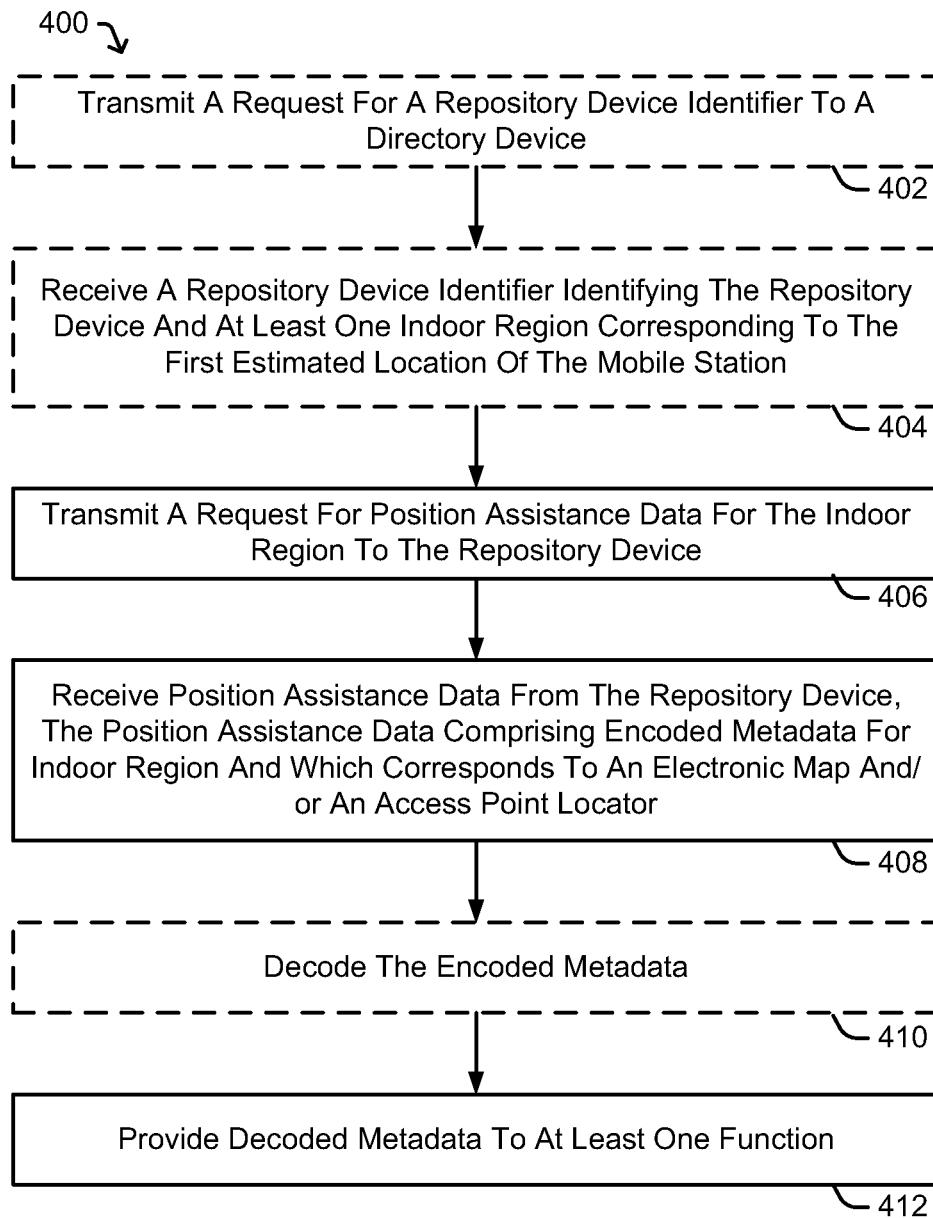 400
Transmit A Request For A Repository Device Identifier To A
Directory Device
402
Receive A Repository Device Identifier Identifying The Repository
Device And At Least One Indoor Region Corresponding To The
First Estimated Location Of The Mobile Station
404
Transmit A Request For Position Assistance Data For The Indoor
Region To The Repository Device
406
Receive Position Assistance Data From The Repository Device,
The Position Assistance Data Comprising Encoded Metadata For
Indoor Region And Which Corresponds To An Electronic Map And/
or An Access Point Locator
408
Decode The Encoded Metadata
410
Provide Decoded Metadata To At Least One Function
412